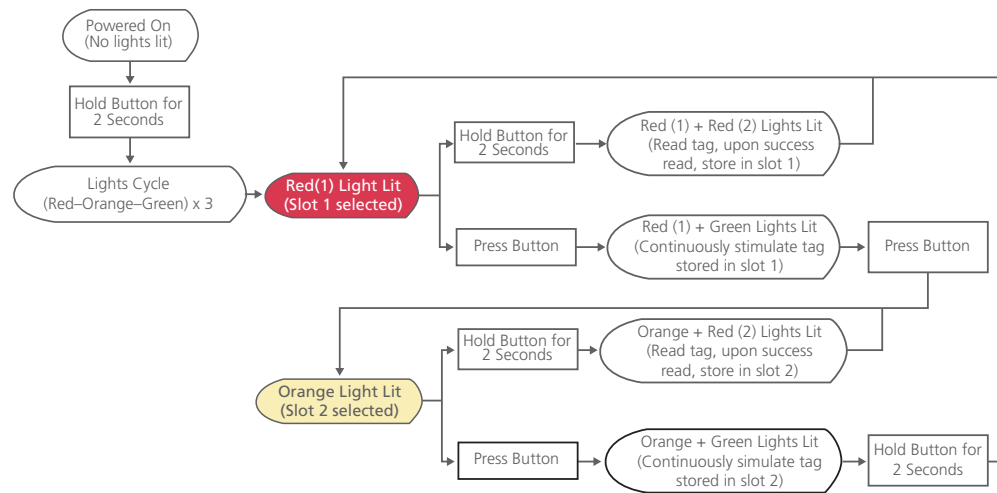 Powered On
(No lights lit)
Hold Button for
2 Seconds
Lights Cycle
(Red–Orange–Green) x 3
Red(1) Light Lit
(Slot 1 selected)
Hold Button for
2 Seconds
Red (1) + Red (2) Lights Lit
(Read tag, upon success
read, store in slot 1)
Press Button
Red (1) + Green Lights Lit
(Continuously stimulate tag
stored in slot 1)
Press Button
Orange Light Lit
(Slot 2 selected)
Hold Button for
2 Seconds
Orange + Red (2) Lights Lit
(Read tag, upon success
read, store in slot 2)
Press Button
Orange + Green Lights Lit
(Continuously simulate tag
stored in slot 2)
Hold Button for
2 Seconds